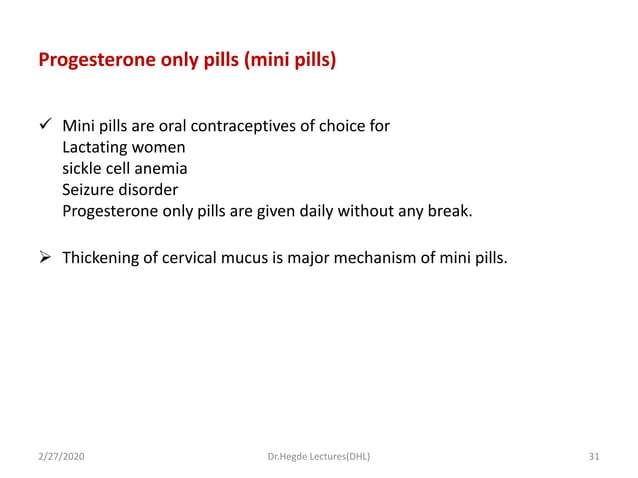 Progesterone only pills (mini pills)
✓ Mini pills are oral contraceptives of choice for
Lactating women
sickle cell anemia
Seizure disorder
Progesterone only pills are given daily without any break.
➢ Thickening of cervical mucus is major mechanism of mini pills.
2/27/2020
Dr.Hegde Lectures(DHL)
31